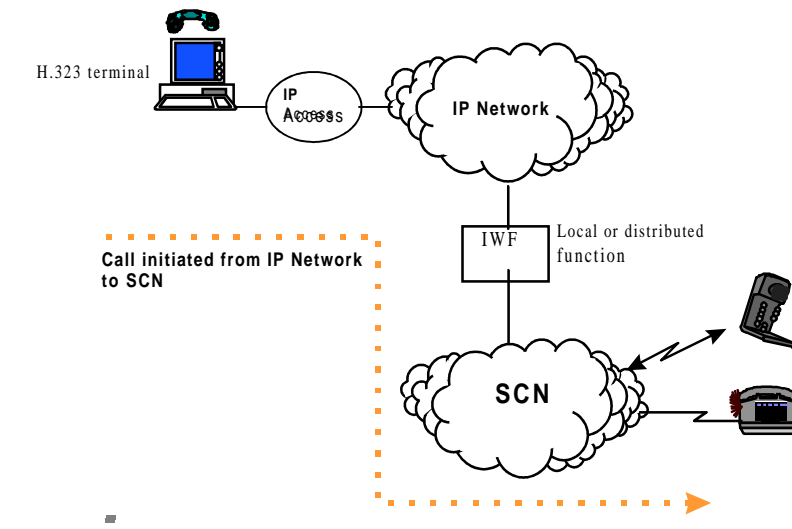 H.323 terminal
IP
Access
IP Network
IWF
Local or distributed
function
Call initiated from IP Network
to SCN
SCN